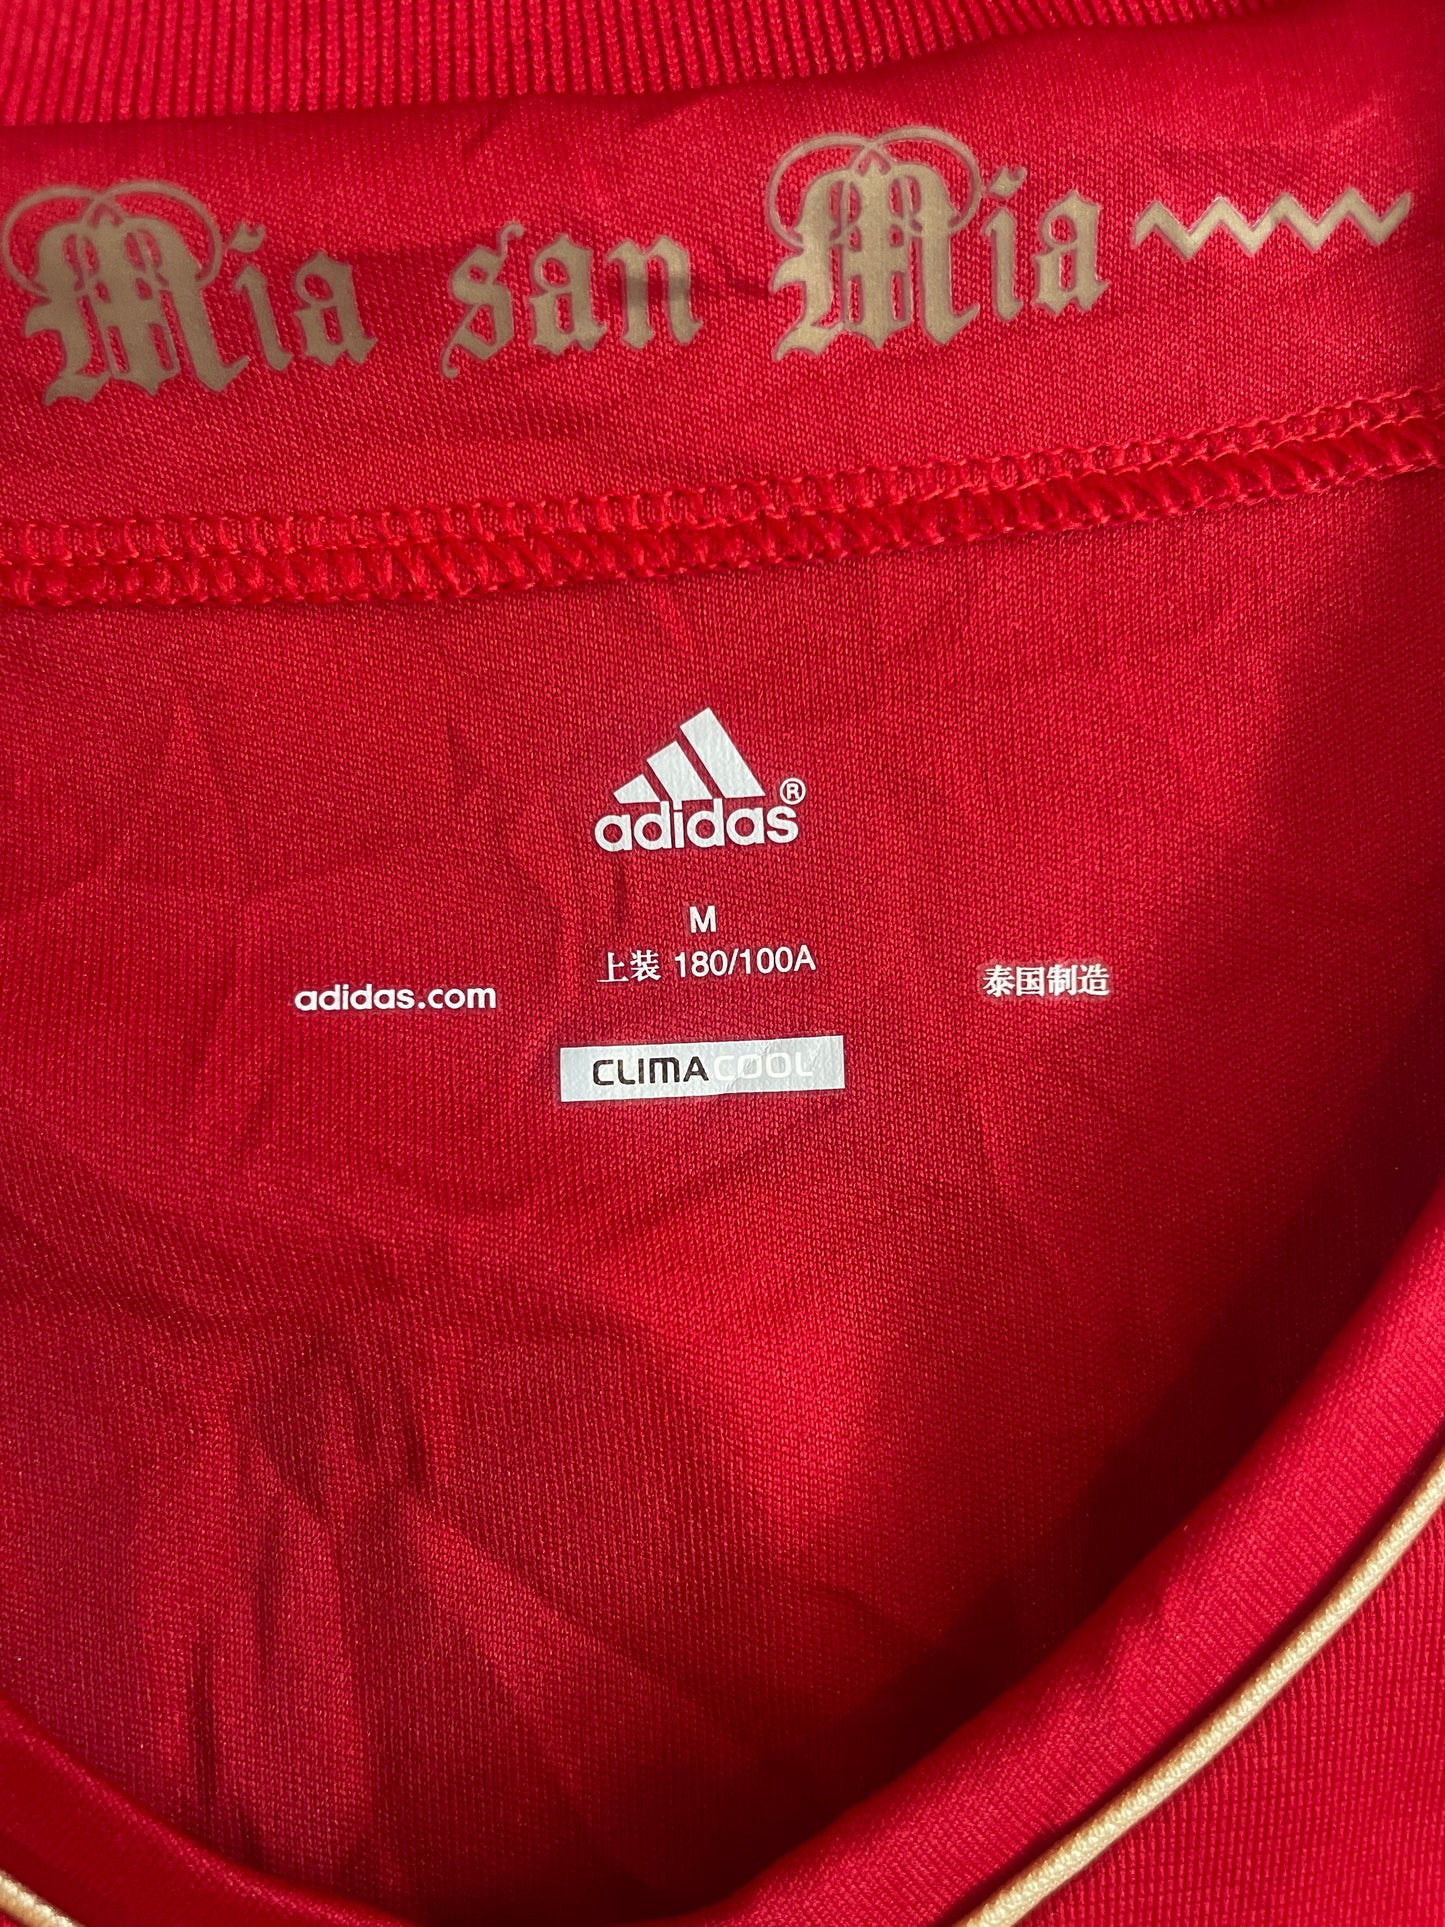 Mia san Mia
adidas®
M
上装 180/100A
adidas.com
泰国制造
CLIMACOOL